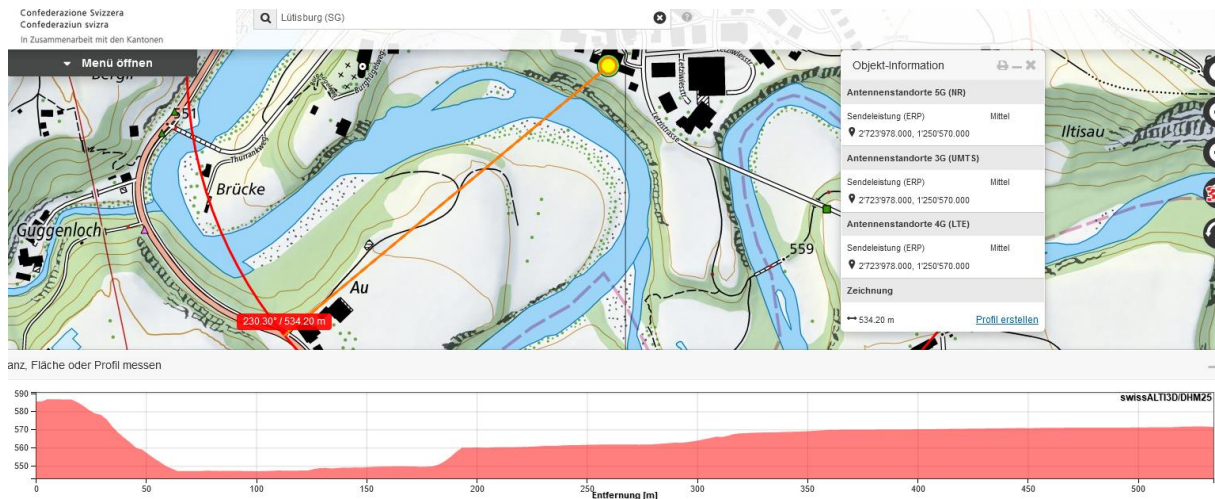 Confederazione Svizzera
Confederaziun svizra
In Zusammenarbeit mit den Kantonen
Lütisburg (SG)
Menü öffnen
551
Burghügelweg
Thurrankweg
Brücke
Guggenloch
Au
230.30° / 534.20 m
Letzistrasse
559
Iltisau
Objekt-Information
Antennenstandorte 5G (NR)
Sendeleistung (ERP) Mittel
2'723'978.000, 1'250'570.000
Antennenstandorte 3G (UMTS)
Sendeleistung (ERP) Mittel
2'723'978.000, 1'250'570.000
Antennenstandorte 4G (LTE)
Sendeleistung (ERP) Mittel
2'723'978.000, 1'250'570.000
Zeichnung
534.20 m Profil erstellen
anz, Fläche oder Profil messen
swissALTI3D/DHM25
590
580
570
560
550
0 50 100 150 200 250 300 350 400 450 500
Entfernung [m]